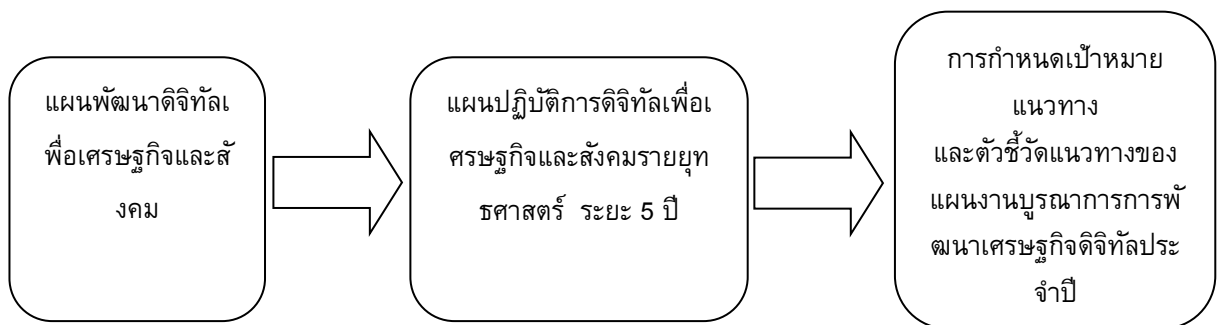 แผนพัฒนาดิจิทัลเ
พื่อเศรษฐกิจและสั
งคม
แผนปฏิบัติการดิจิทัลเพื่อเ
ศรษฐกิจและสังคมรายยุท
ธศาสตร์ ระยะ 5 ปี
การกำหนดเป้าหมาย
แนวทาง
และตัวชี้วัดแนวทางของ
แผนงานบูรณาการการพั
ฒนาเศรษฐกิจดิจิทัลประ
จำปี